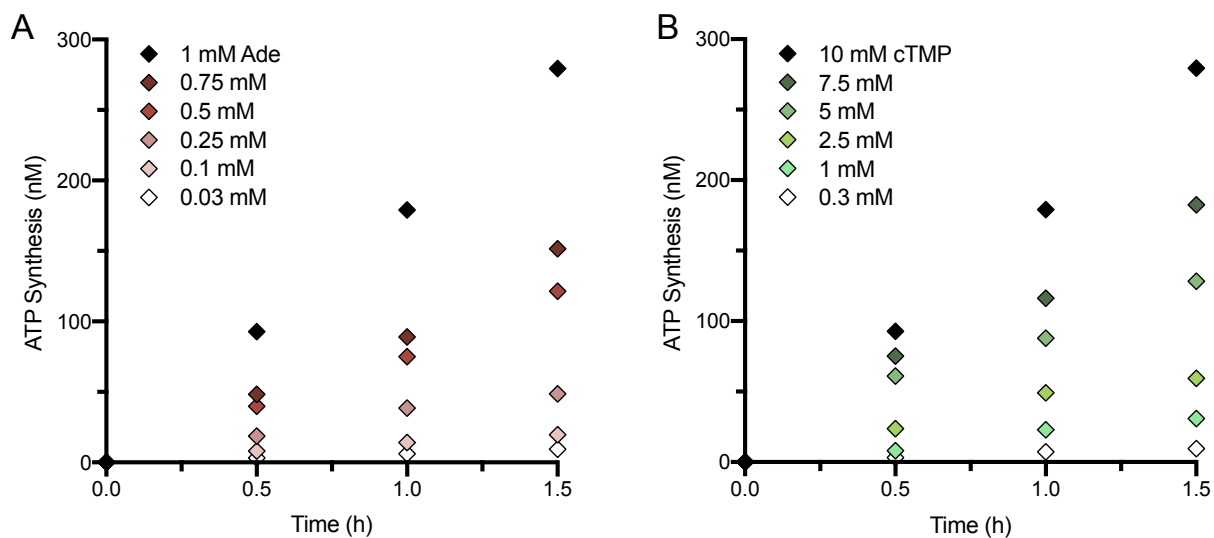 A
300
200
100
0
ATP Synthesis (nM)
1 mM Ade
0.75 mM
0.5 mM
0.25 mM
0.1 mM
0.03 mM
0.0 0.5 1.0 1.5
Time (h)
B
300
200
100
0
ATP Synthesis (nM)
10 mM cTMP
7.5 mM
5 mM
2.5 mM
1 mM
0.3 mM
0.0 0.5 1.0 1.5
Time (h)